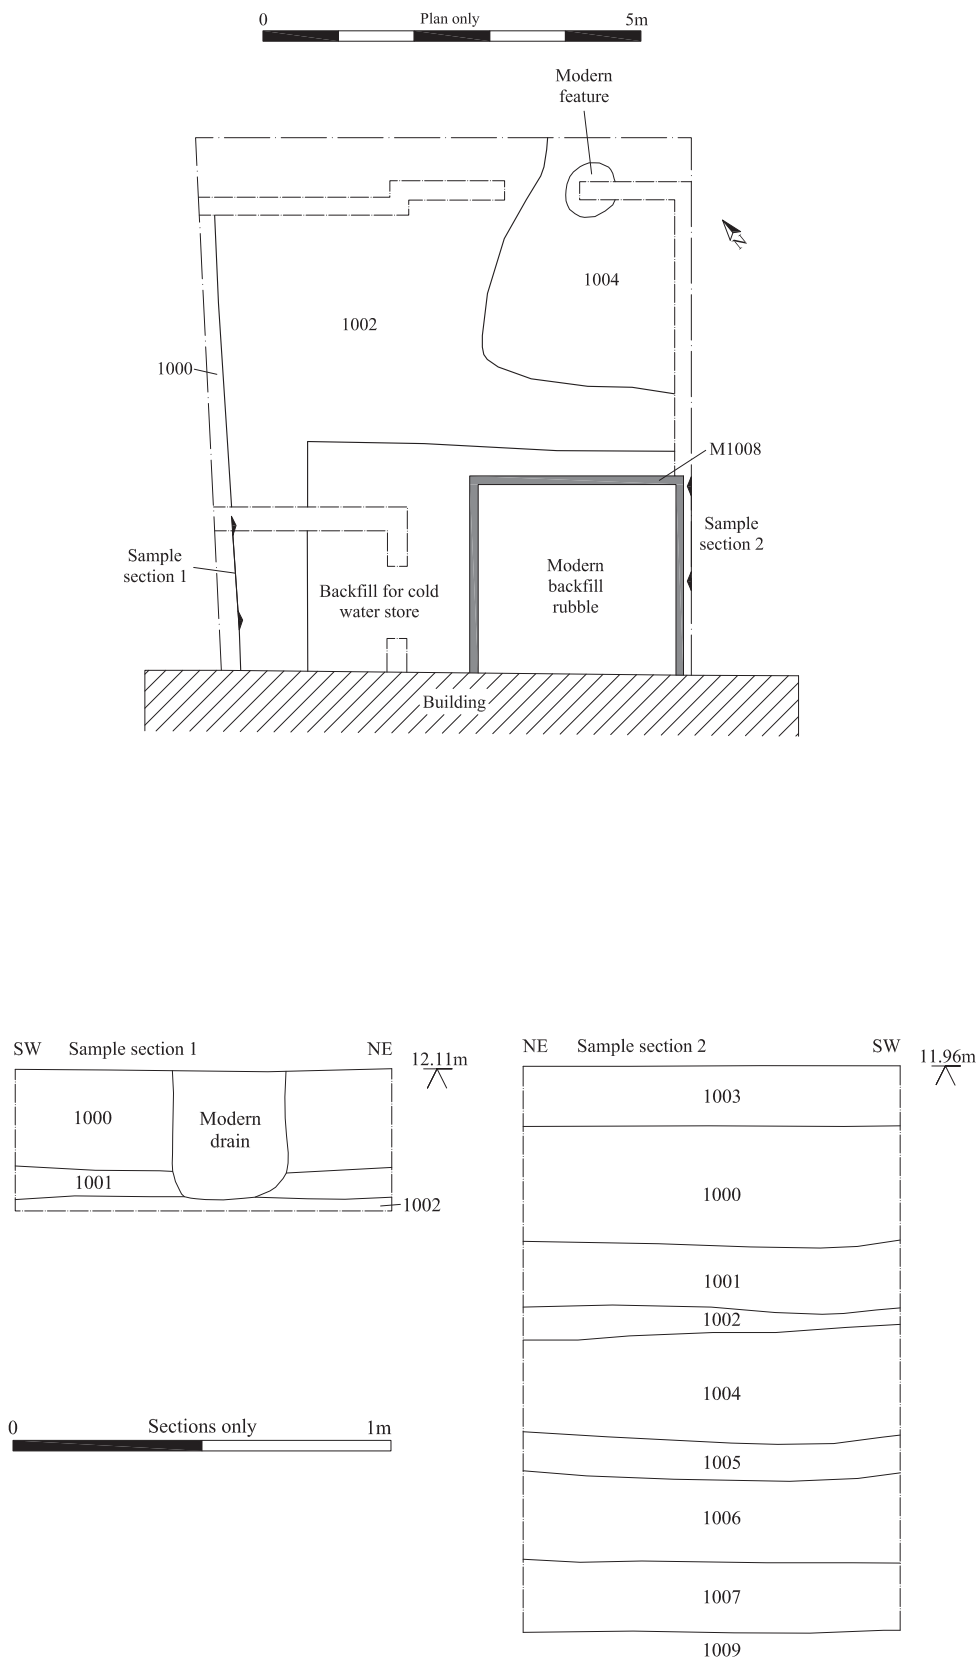 0 Plan only 5m
Modern
feature
N
1004
1002
1000
M1008
Sample
section 2
Sample
section 1
Modern
backfill
rubble
Backfill for cold
water store
Building
SW Sample section 1 NE
12.11m
1000
Modern
drain
1001
1002
NE Sample section 2 SW
11.96m
1003
1000
1001
1002
1004
1005
1006
1007
1009
0 Sections only 1m